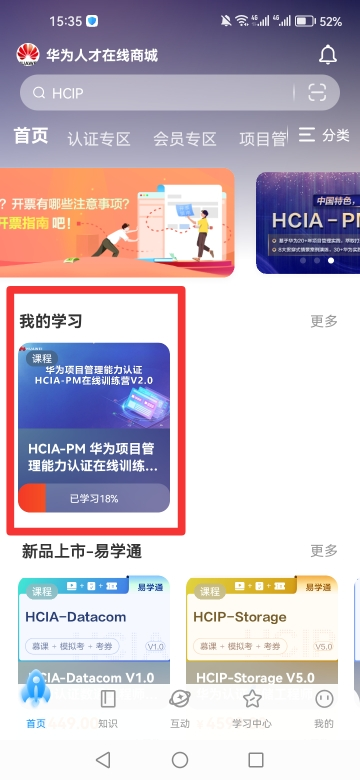 15:35
4G
4G
52%
华为人才在线商城
HCIP
首页
认证专区
会员专区
项目管
分类
？开票有哪些注意事项？
开票指南 吧！
中国特色，
HCIA-PM
我的学习
更多
课程
华为项目管理能力认证
HCIA-PM在线训练营V2.0
HCIA-PM 华为项目管
理能力认证在线训练...
已学习18%
新品上市-易学通
更多
课程
易学通
HCIA-Datacom
慕课 + 模拟考 + 考券
V1.0
HCIA-Datacom V1.0
课程
易学通
HCIP-Storage
慕课 + 模拟考 + 考券
V5.0
HCIP-Storage V5.0
首页
知识
互动
学习中心
我的